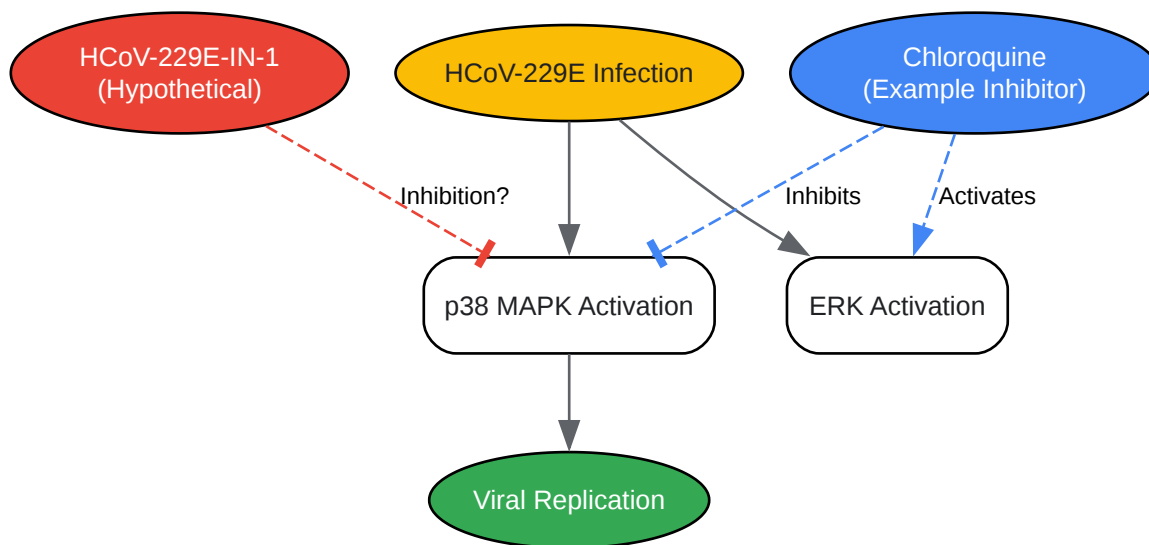 HCoV-229E-IN-1
(Hypothetical)
HCoV-229E Infection
Chloroquine
(Example Inhibitor)
Inhibition?
Inhibits
Activates
p38 MAPK Activation
ERK Activation
Viral Replication